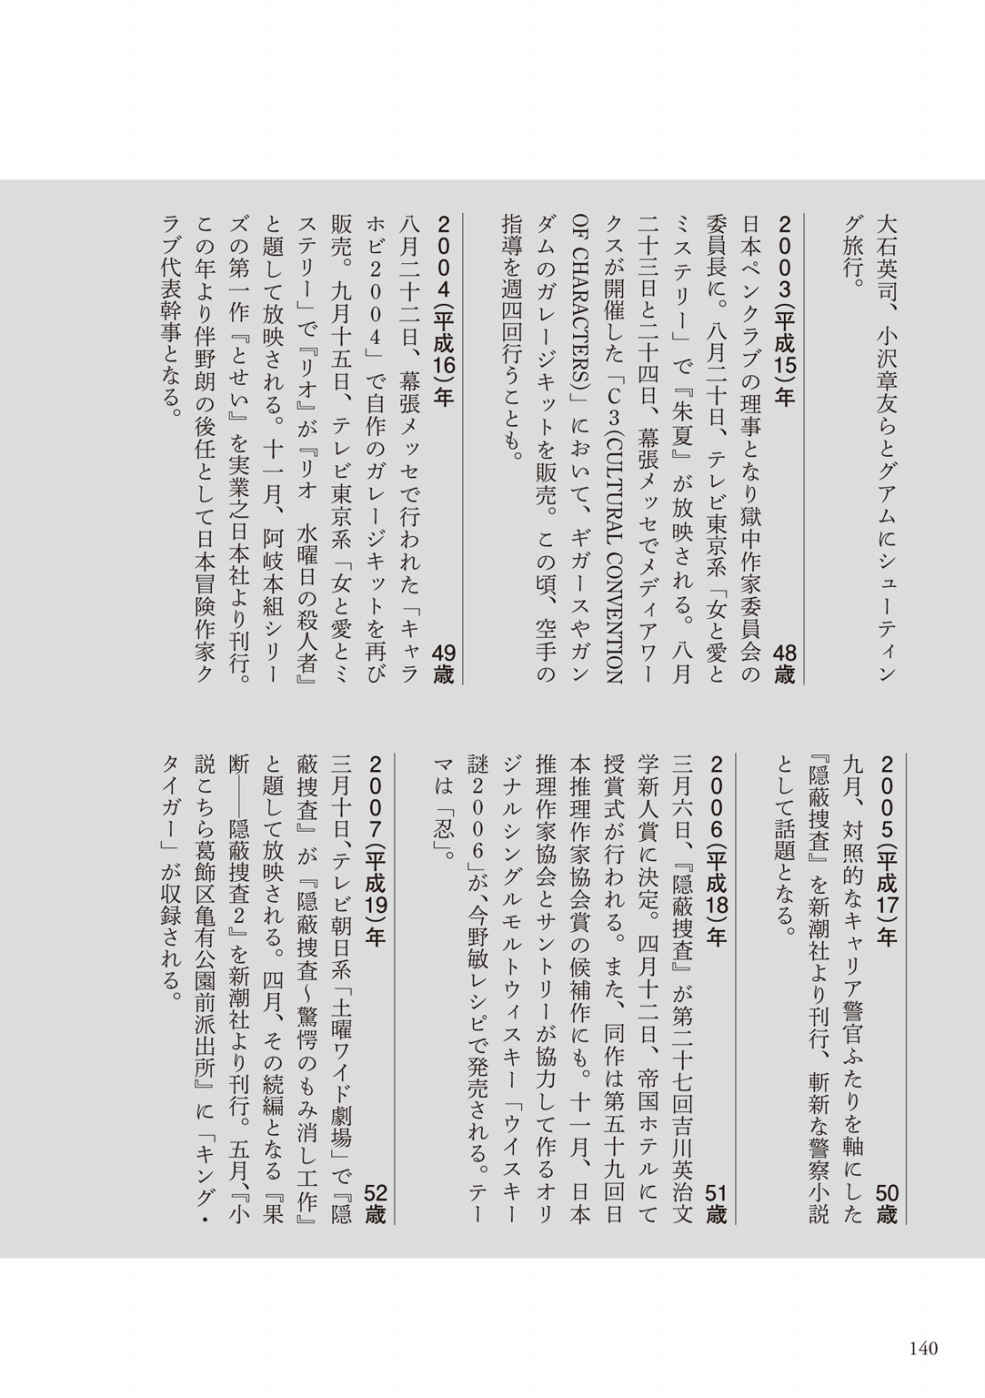 大石英司、小沢章友らとグアムにシューティン
グ旅行。
2003(平成15)年 48歳
日本ペンクラブの理事となり獄中作家委員会の
委員長に。八月二十日、テレビ東京系「女と愛と
ミステリー」で『朱夏』が放映される。八月
二十三日と二十四日、幕張メッセでメディアワー
クスが開催した「C3(CULTURAL CONVENTION
OF CHARACTERS)」において、ギガースやガン
ダムのガレージキットを販売。この頃、空手の
指導を週四回行うことも。
2004(平成16)年 49歳
八月二十二日、幕張メッセで行われた「キャラ
ホビ2004」で自作のガレージキットを再び
販売。九月十五日、テレビ東京系「女と愛とミ
ステリー」で『リオ』が『リオ 水曜日の殺人者』
と題して放映される。十一月、阿岐本組シリー
ズの第一作『とせい』を実業之日本社より刊行。
この年より伴野朗の後任として日本冒険作家ク
ラブ代表幹事となる。
2005(平成17)年 50歳
九月、対照的なキャリア警官ふたりを軸にした
『隠蔽捜査』を新潮社より刊行、斬新な警察小説
として話題となる。
2006(平成18)年 51歳
三月六日、『隠蔽捜査』が第二十七回吉川英治文
学新人賞に決定。四月十二日、帝国ホテルにて
授賞式が行われる。また、同作は第五十九回日
本推理作家協会賞の候補作にも。十一月、日本
推理作家協会とサントリーが協力して作るオリ
ジナルシングルモルトウィスキー「ウイスキー
謎2006」が、今野敏レシピで発売される。テー
マは「忍」。
2007(平成19)年 52歳
三月十日、テレビ朝日系「土曜ワイド劇場」で『隠
蔽捜査』が『隠蔽捜査～驚愕のもみ消し工作』
と題して放映される。四月、その続編となる『果
断――隠蔽捜査2』を新潮社より刊行。五月、『小
説こちら葛飾区亀有公園前派出所』に「キング・
タイガー」が収録される。
140